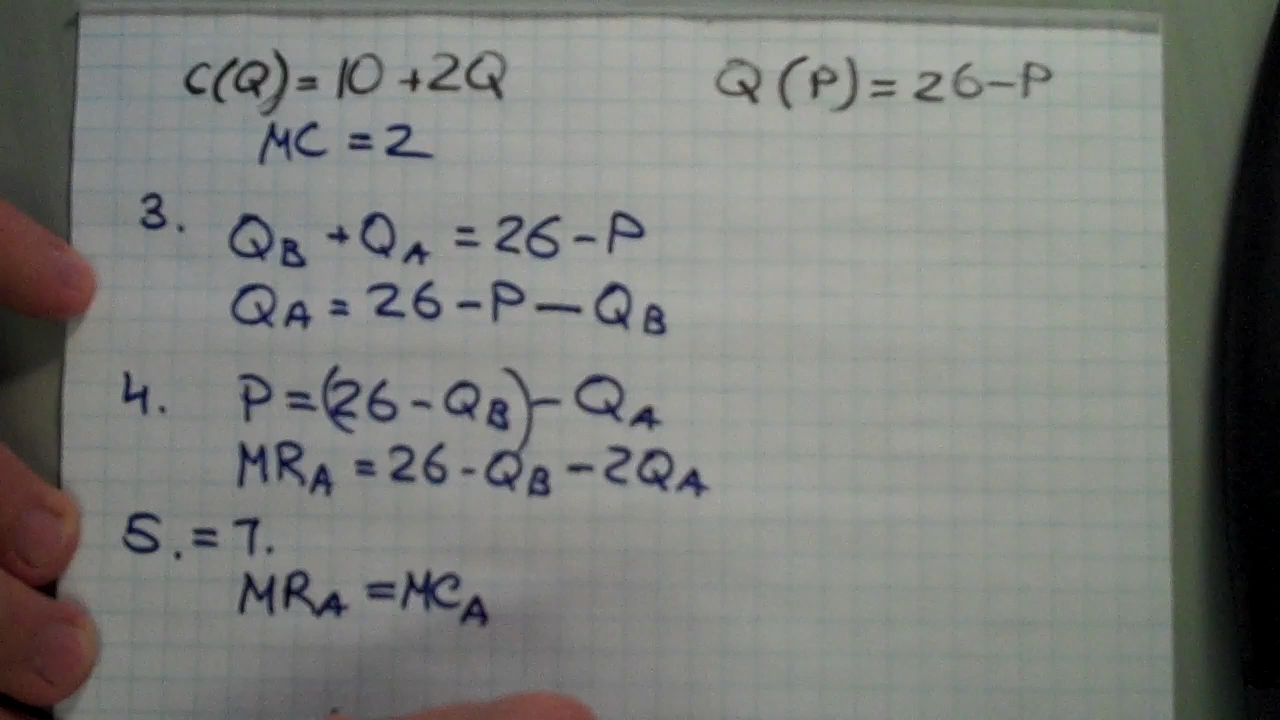 C(Q)=10+2Q Q(P)=26-P
MC=2
3. QB+QA=26-P
QA=26-P-QB
4. P=(26-QB)-QA
MRA=26-QB-2QA
5.=7.
MRA=MCA